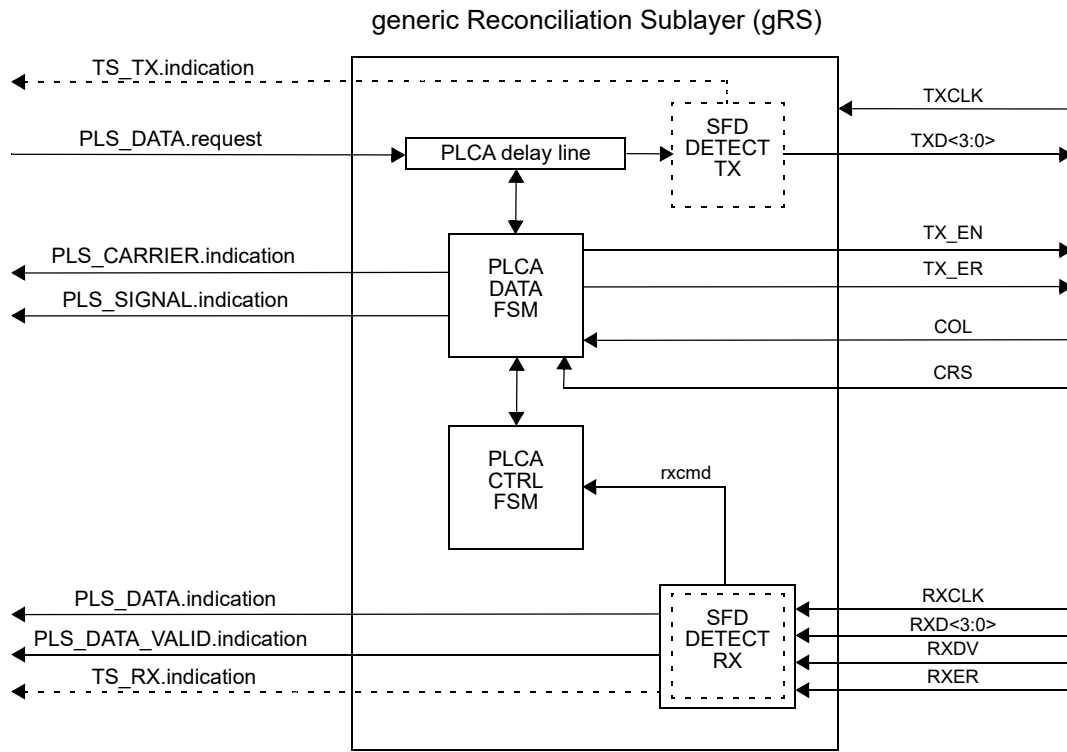 generic Reconciliation Sublayer (gRS)
TS_TX.indication
TXCLK
SFD
DETECT
TX
PLS_DATA.request
PLCA delay line
TXD<3:0>
PLS_CARRIER.indication
PLS_SIGNAL.indication
PLCA
DATA
FSM
TX_EN
TX_ER
COL
CRS
PLCA
CTRL
FSM
rxcmd
PLS_DATA.indication
PLS_DATA_VALID.indication
TS_RX.indication
SFD
DETECT
RX
RXCLK
RXD<3:0>
RXDV
RXER